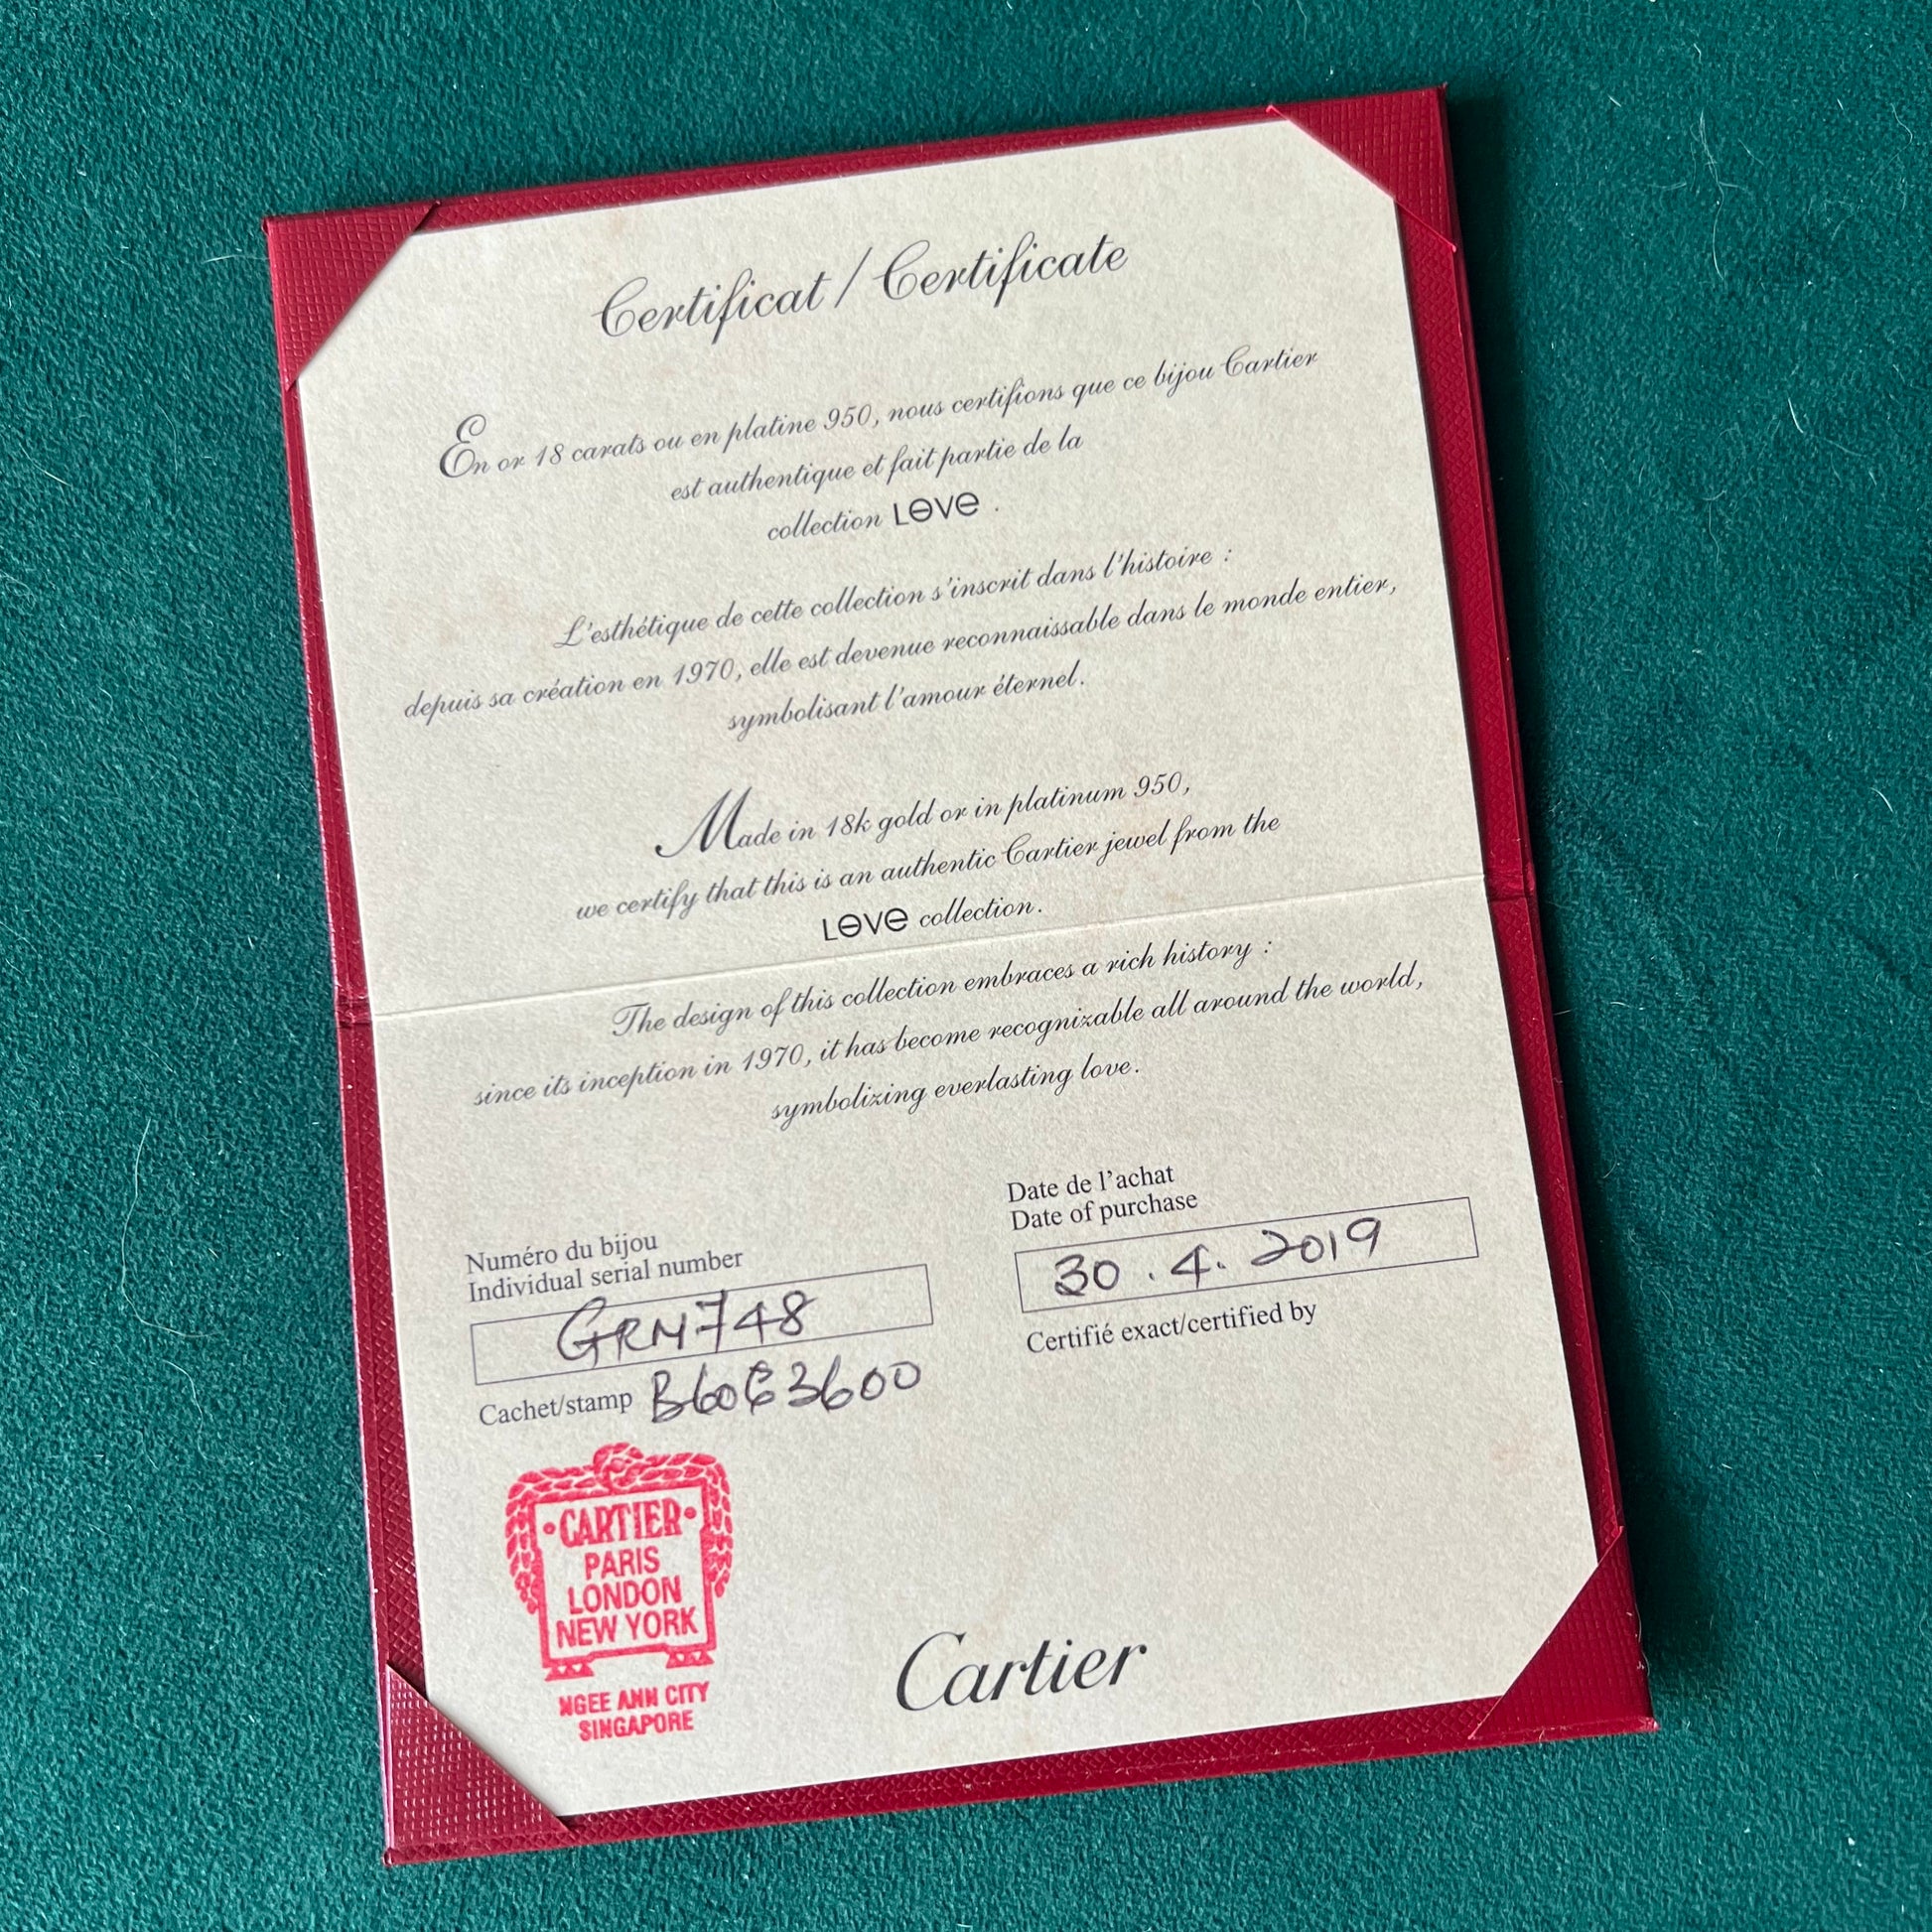 Certificat / Certificate
En or 18 carats ou en platine 950, nous certifions que ce bijou Cartier
est authentique et fait partie de la
collection LOVE .
L'esthétique de cette collection s'inscrit dans l'histoire :
depuis sa création en 1970, elle est devenue reconnaissable dans le monde entier,
symbolisant l'amour éternel.
Made in 18k gold or in platinum 950,
we certify that this is an authentic Cartier jewel from the
LOVE collection.
The design of this collection embraces a rich history :
since its inception in 1970, it has become recognizable all around the world,
symbolizing everlasting love.
Numéro du bijou
Individual serial number
GRN748
Cachet/stamp
Date de l'achat
Date of purchase
30.4.2019
Certifié exact/certified by
•CARTIER•
PARIS
LONDON
NEW YORK
NGEE ANN CITY
SINGAPORE
Cartier